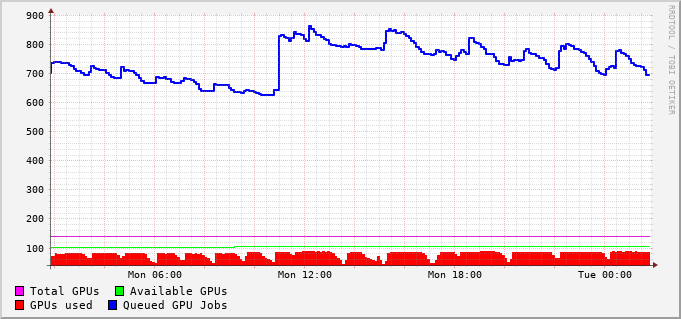 RRDTOOL / TOBI OETIKER
900
800
700
600
500
400
300
200
100
Mon 06:00 Mon 12:00 Mon 18:00 Tue 00:00
Total GPUs Available GPUs
GPUs used Queued GPU Jobs